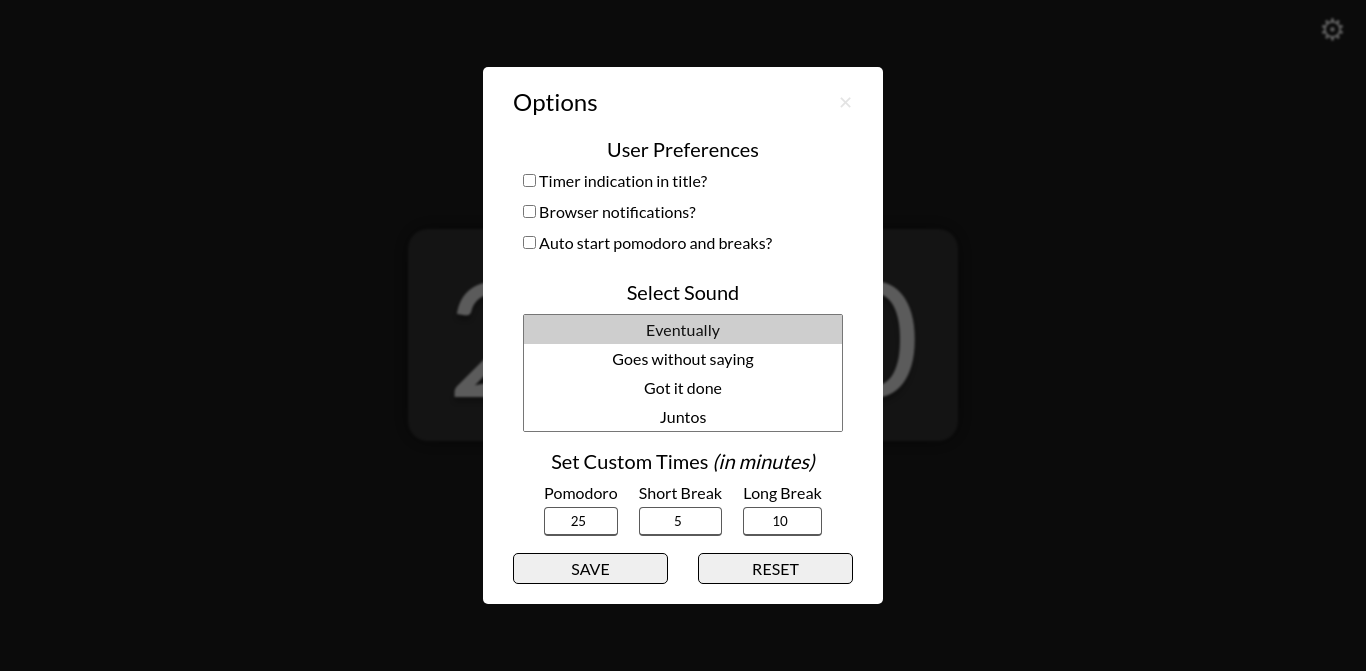 Options ×
User Preferences
Timer indication in title?
Browser notifications?
Auto start pomodoro and breaks?
Select Sound
Eventually
Goes without saying
Got it done
Juntos
Set Custom Times (in minutes)
Pomodoro Short Break Long Break
25 5 10
SAVE RESET